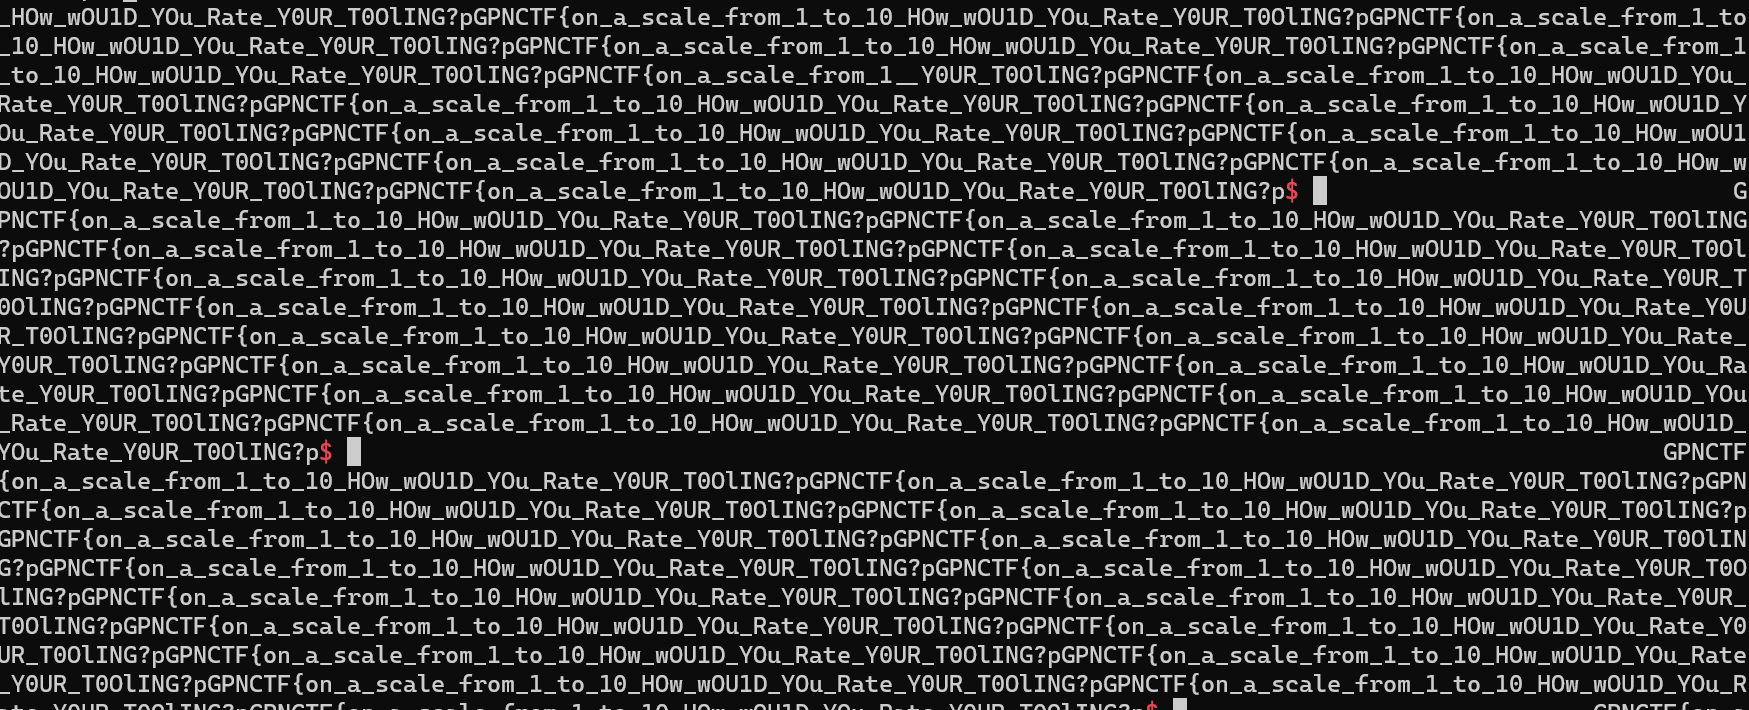 _HOw_wOU1D_YOu_Rate_Y0UR_T0OlING?pGPNCTF{on_a_scale_from_1_to_10_HOw_wOU1D_YOu_Rate_Y0UR_T0OlING?pGPNCTF{on_a_scale_from_1_to
_10_HOw_wOU1D_YOu_Rate_Y0UR_T0OlING?pGPNCTF{on_a_scale_from_1_to_10_HOw_wOU1D_YOu_Rate_Y0UR_T0OlING?pGPNCTF{on_a_scale_from_1
_to_10_HOw_wOU1D_YOu_Rate_Y0UR_T0OlING?pGPNCTF{on_a_scale_from_1__Y0UR_T0OlING?pGPNCTF{on_a_scale_from_1_to_10_HOw_wOU1D_YOu_
Rate_Y0UR_T0OlING?pGPNCTF{on_a_scale_from_1_to_10_HOw_wOU1D_YOu_Rate_Y0UR_T0OlING?pGPNCTF{on_a_scale_from_1_to_10_HOw_wOU1D_Y
Ou_Rate_Y0UR_T0OlING?pGPNCTF{on_a_scale_from_1_to_10_HOw_wOU1D_YOu_Rate_Y0UR_T0OlING?pGPNCTF{on_a_scale_from_1_to_10_HOw_wOU1
D_YOu_Rate_Y0UR_T0OlING?pGPNCTF{on_a_scale_from_1_to_10_HOw_wOU1D_YOu_Rate_Y0UR_T0OlING?pGPNCTF{on_a_scale_from_1_to_10_HOw_w
OU1D_YOu_Rate_Y0UR_T0OlING?pGPNCTF{on_a_scale_from_1_to_10_HOw_wOU1D_YOu_Rate_Y0UR_T0OlING?p$ G
PNCTF{on_a_scale_from_1_to_10_HOw_wOU1D_YOu_Rate_Y0UR_T0OlING?pGPNCTF{on_a_scale_from_1_to_10_HOw_wOU1D_YOu_Rate_Y0UR_T0OlING
?pGPNCTF{on_a_scale_from_1_to_10_HOw_wOU1D_YOu_Rate_Y0UR_T0OlING?pGPNCTF{on_a_scale_from_1_to_10_HOw_wOU1D_YOu_Rate_Y0UR_T0Ol
ING?pGPNCTF{on_a_scale_from_1_to_10_HOw_wOU1D_YOu_Rate_Y0UR_T0OlING?pGPNCTF{on_a_scale_from_1_to_10_HOw_wOU1D_YOu_Rate_Y0UR_T
0OlING?pGPNCTF{on_a_scale_from_1_to_10_HOw_wOU1D_YOu_Rate_Y0UR_T0OlING?pGPNCTF{on_a_scale_from_1_to_10_HOw_wOU1D_YOu_Rate_Y0U
R_T0OlING?pGPNCTF{on_a_scale_from_1_to_10_HOw_wOU1D_YOu_Rate_Y0UR_T0OlING?pGPNCTF{on_a_scale_from_1_to_10_HOw_wOU1D_YOu_Rate_
Y0UR_T0OlING?pGPNCTF{on_a_scale_from_1_to_10_HOw_wOU1D_YOu_Rate_Y0UR_T0OlING?pGPNCTF{on_a_scale_from_1_to_10_HOw_wOU1D_YOu_Ra
te_Y0UR_T0OlING?pGPNCTF{on_a_scale_from_1_to_10_HOw_wOU1D_YOu_Rate_Y0UR_T0OlING?pGPNCTF{on_a_scale_from_1_to_10_HOw_wOU1D_YOu
_Rate_Y0UR_T0OlING?pGPNCTF{on_a_scale_from_1_to_10_HOw_wOU1D_YOu_Rate_Y0UR_T0OlING?pGPNCTF{on_a_scale_from_1_to_10_HOw_wOU1D_
YOu_Rate_Y0UR_T0OlING?p$ GPNCTF
{on_a_scale_from_1_to_10_HOw_wOU1D_YOu_Rate_Y0UR_T0OlING?pGPNCTF{on_a_scale_from_1_to_10_HOw_wOU1D_YOu_Rate_Y0UR_T0OlING?pGPN
CTF{on_a_scale_from_1_to_10_HOw_wOU1D_YOu_Rate_Y0UR_T0OlING?pGPNCTF{on_a_scale_from_1_to_10_HOw_wOU1D_YOu_Rate_Y0UR_T0OlING?p
GPNCTF{on_a_scale_from_1_to_10_HOw_wOU1D_YOu_Rate_Y0UR_T0OlING?pGPNCTF{on_a_scale_from_1_to_10_HOw_wOU1D_YOu_Rate_Y0UR_T0OlIN
G?pGPNCTF{on_a_scale_from_1_to_10_HOw_wOU1D_YOu_Rate_Y0UR_T0OlING?pGPNCTF{on_a_scale_from_1_to_10_HOw_wOU1D_YOu_Rate_Y0UR_T0O
lING?pGPNCTF{on_a_scale_from_1_to_10_HOw_wOU1D_YOu_Rate_Y0UR_T0OlING?pGPNCTF{on_a_scale_from_1_to_10_HOw_wOU1D_YOu_Rate_Y0UR_
T0OlING?pGPNCTF{on_a_scale_from_1_to_10_HOw_wOU1D_YOu_Rate_Y0UR_T0OlING?pGPNCTF{on_a_scale_from_1_to_10_HOw_wOU1D_YOu_Rate_Y0
UR_T0OlING?pGPNCTF{on_a_scale_from_1_to_10_HOw_wOU1D_YOu_Rate_Y0UR_T0OlING?pGPNCTF{on_a_scale_from_1_to_10_HOw_wOU1D_YOu_Rate
_Y0UR_T0OlING?pGPNCTF{on_a_scale_from_1_to_10_HOw_wOU1D_YOu_Rate_Y0UR_T0OlING?pGPNCTF{on_a_scale_from_1_to_10_HOw_wOU1D_YOu_R
ate_Y0UR_T0OlING?pGPNCTF{on_a_scale_from_1_to_10_HOw_wOU1D_YOu_Rate_Y0UR_T0OlING?p$ GPNCTF{on_a